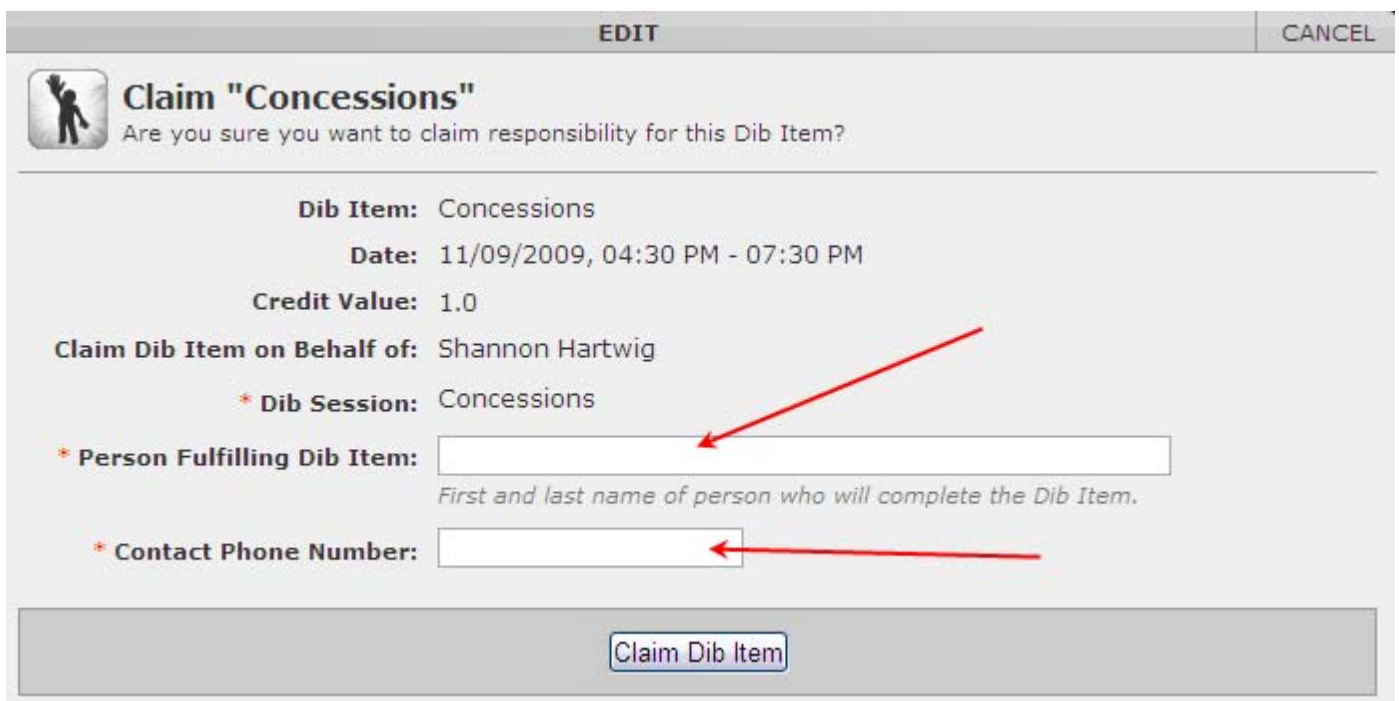 EDIT CANCEL
Claim "Concessions"
Are you sure you want to claim responsibility for this Dib Item?
Dib Item: Concessions
Date: 11/09/2009, 04:30 PM - 07:30 PM
Credit Value: 1.0
Claim Dib Item on Behalf of: Shannon Hartwig
* Dib Session: Concessions
* Person Fulfilling Dib Item:
First and last name of person who will complete the Dib Item.
* Contact Phone Number:
Claim Dib Item